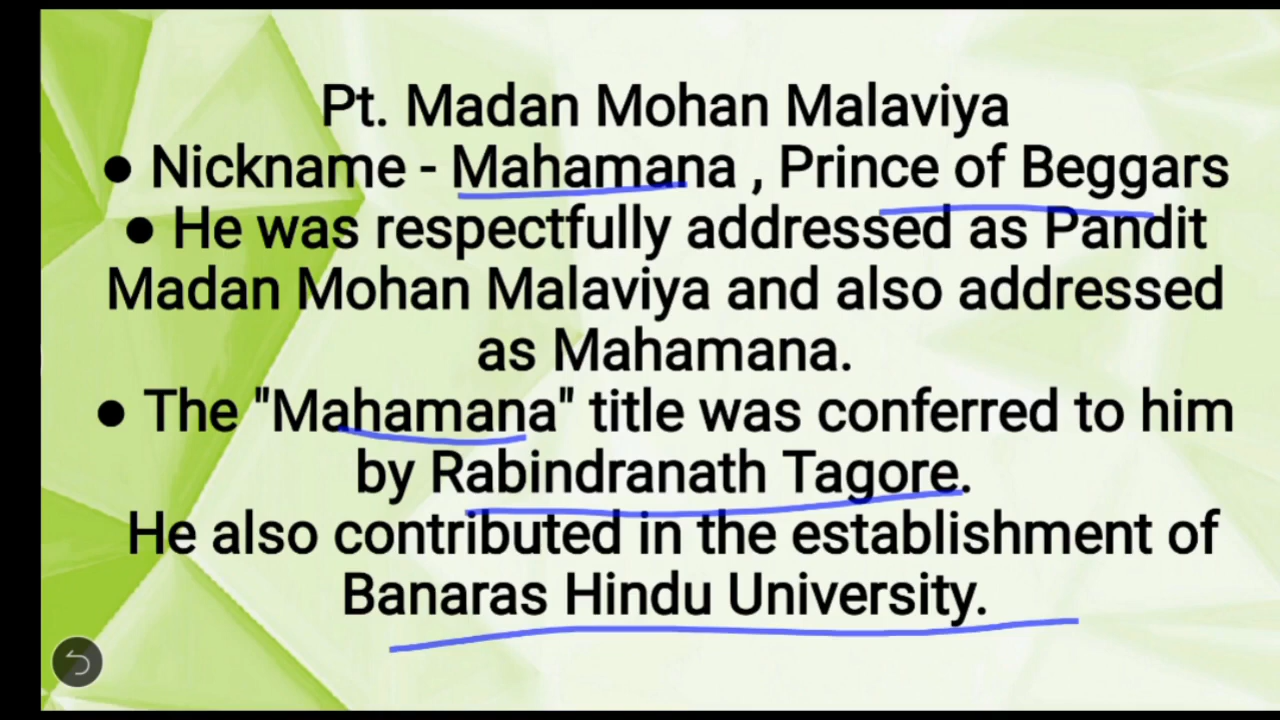 Pt. Madan Mohan Malaviya
● Nickname - Mahamana , Prince of Beggars
● He was respectfully addressed as Pandit
Madan Mohan Malaviya and also addressed
as Mahamana.
● The "Mahamana" title was conferred to him
by Rabindranath Tagore.
He also contributed in the establishment of
Banaras Hindu University.